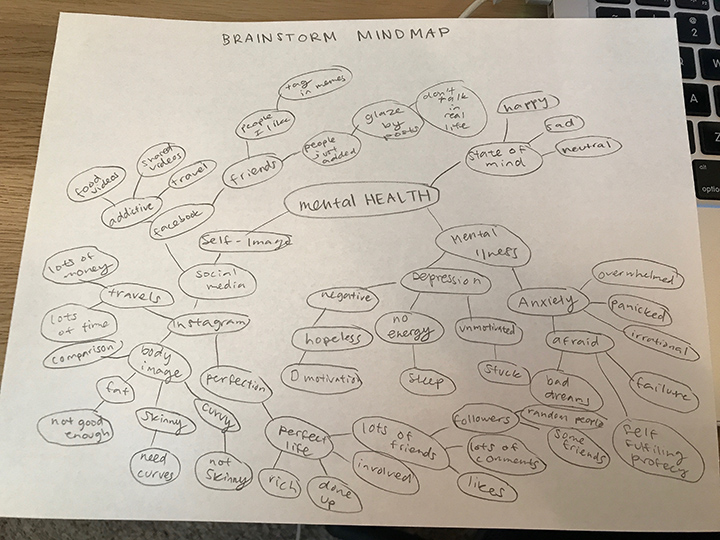 BRAINSTORM MINDMAP
tag
in memes
people
I like
friends
people
just
added
glaze
by
posts
don't
talk
in
real
life
happy
sad
neutral
state of
mind
food
videos
shared
videos
travel
addictive
facebook
mental HEALTH
Self-Image
social
media
mental
illness
lots of
money
travels
Instagram
lots
of time
comparison
body
image
fat
not good
enough
skinny
need
curves
curvy
not
skinny
perfection
perfect
life
rich
done
up
involved
lots of
friends
followers
random people
some
friends
lots of
comments
likes
Depression
negative
hopeless
0 motivation
no
energy
sleep
unmotivated
stuck
Anxiety
overwhelmed
panicked
irrational
afraid
bad
dreams
failure
self
fulfiling
profecy
@
2
W
A
S
Z
option